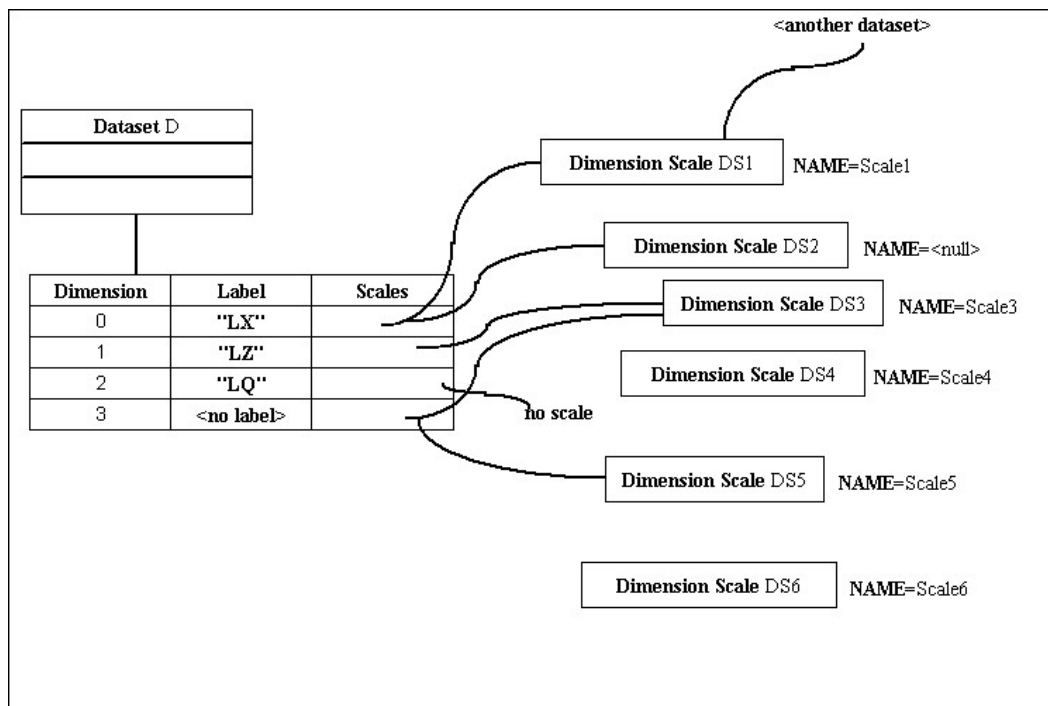 <another dataset>
Dataset D
Dimension Scale DS1 NAME=Scale1
Dimension Scale DS2 NAME=<null>
Dimension Label Scales
Dimension Scale DS3 NAME=Scale3
0 "LX"
1 "LZ"
Dimension Scale DS4 NAME=Scale4
2 "LQ"
3 <no label>
no scale
Dimension Scale DS5 NAME=Scale5
Dimension Scale DS6 NAME=Scale6